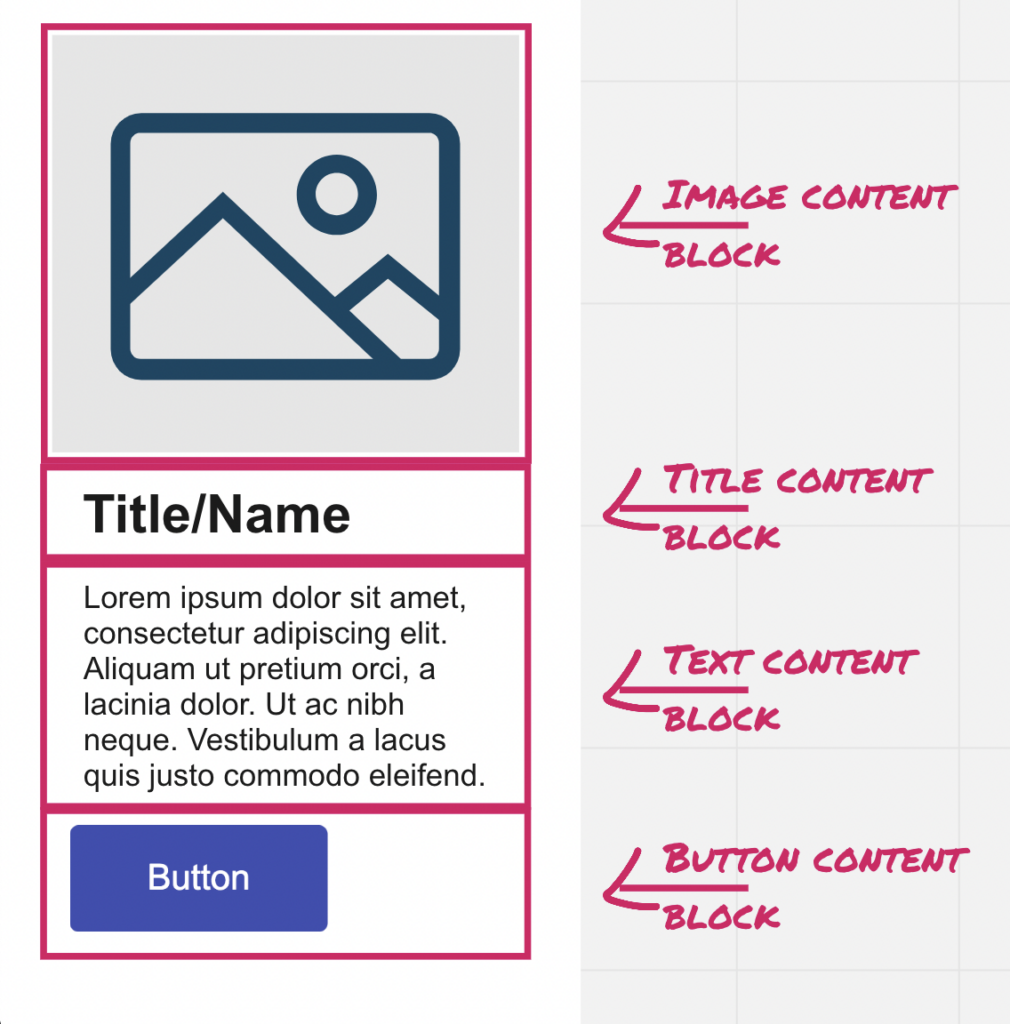 Image content
block
Title/Name
Title content
block
Lorem ipsum dolor sit amet,
consectetur adipiscing elit.
Aliquam ut pretium orci, a
lacinia dolor. Ut ac nibh
neque. Vestibulum a lacus
quis justo commodo eleifend.
Text content
block
Button
Button content
block